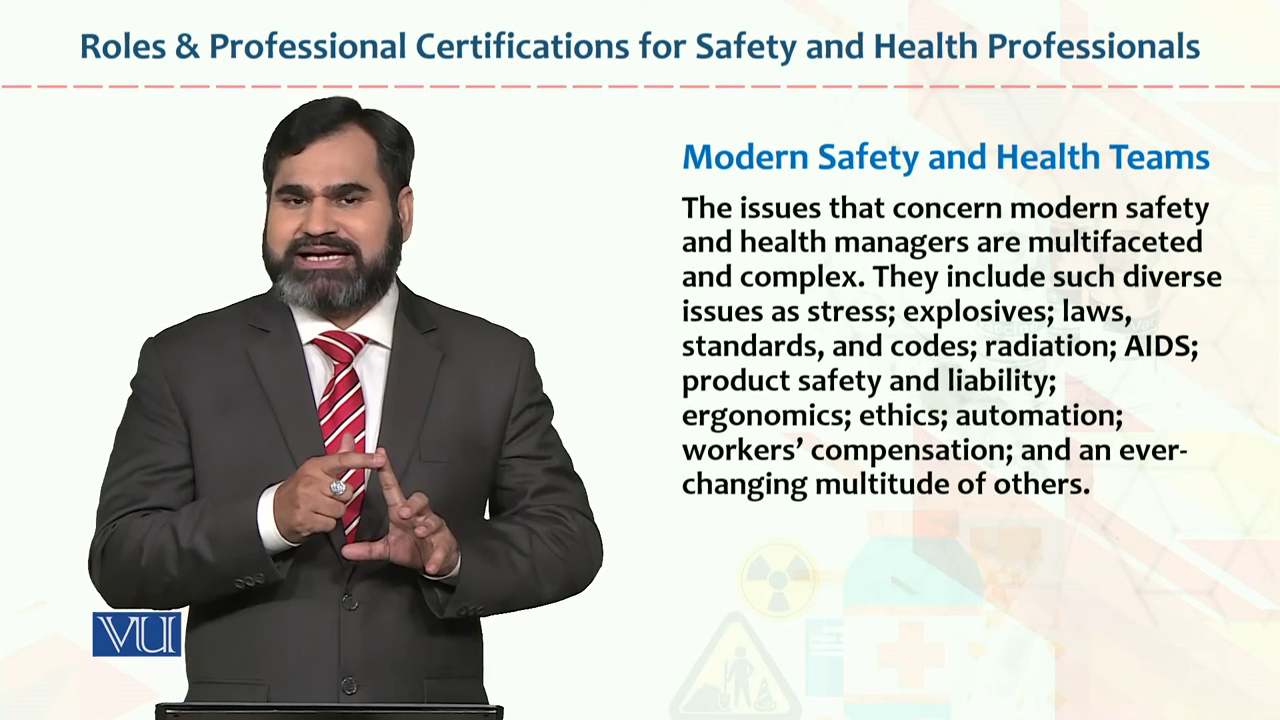 Roles & Professional Certifications for Safety and Health Professionals
Modern Safety and Health Teams
The issues that concern modern safety
and health managers are multifaceted
and complex. They include such diverse
issues as stress; explosives; laws,
standards, and codes; radiation; AIDS;
product safety and liability;
ergonomics; ethics; automation;
workers’ compensation; and an ever-
changing multitude of others.
VU